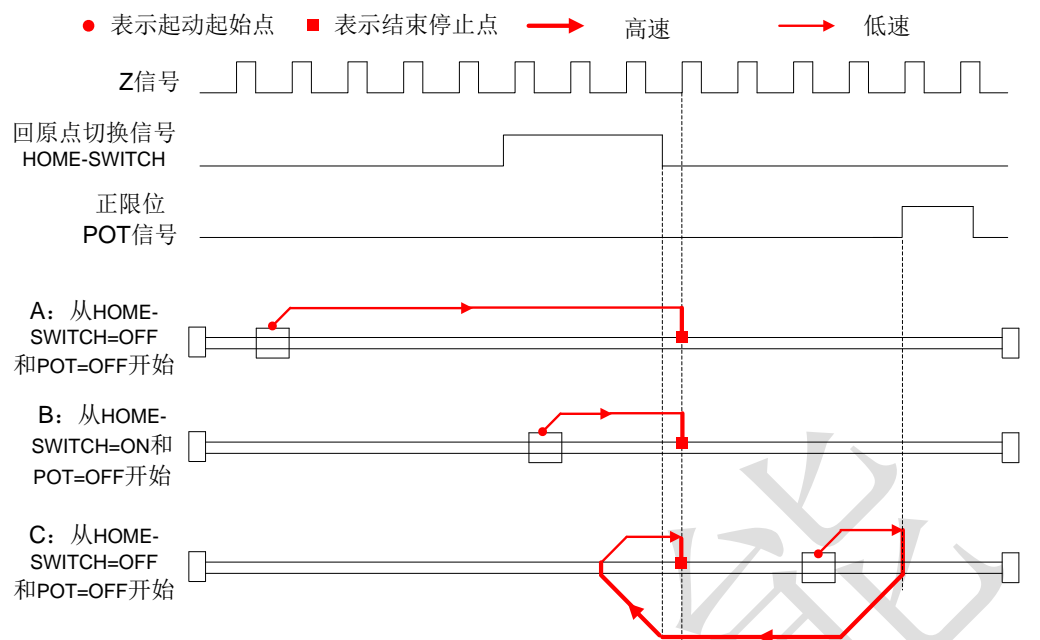 ● 表示起动起始点 ■ 表示结束停止点 高速 低速
Z信号
回原点切换信号
HOME-SWITCH
正限位
POT信号
A：从HOME-
SWITCH=OFF
和POT=OFF开始
B：从HOME-
SWITCH=ON和
POT=OFF开始
C：从HOME-
SWITCH=OFF
和POT=OFF开始